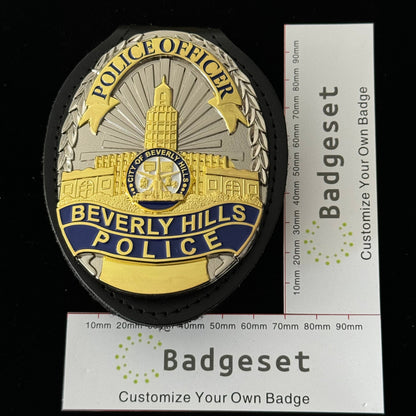 POLICE OFFICER
CITY OF BEVERLY HILLS
BEVERLY HILLS
POLICE
10mm 20mm 30mm 40mm 50mm 60mm 70mm 80mm 90mm
Badgeset
Customize Your Own Badge
10mm 20mm 30mm 40mm 50mm 60mm 70mm 80mm 90mm
Badgeset
Customize Your Own Badge